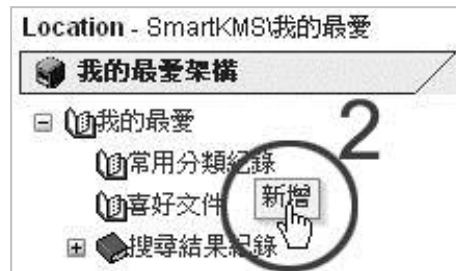 Location - SmartKMS\我的最愛
我的最愛架構
我的最愛
2
常用分類紀錄
喜好文件
新增
搜尋結果紀錄